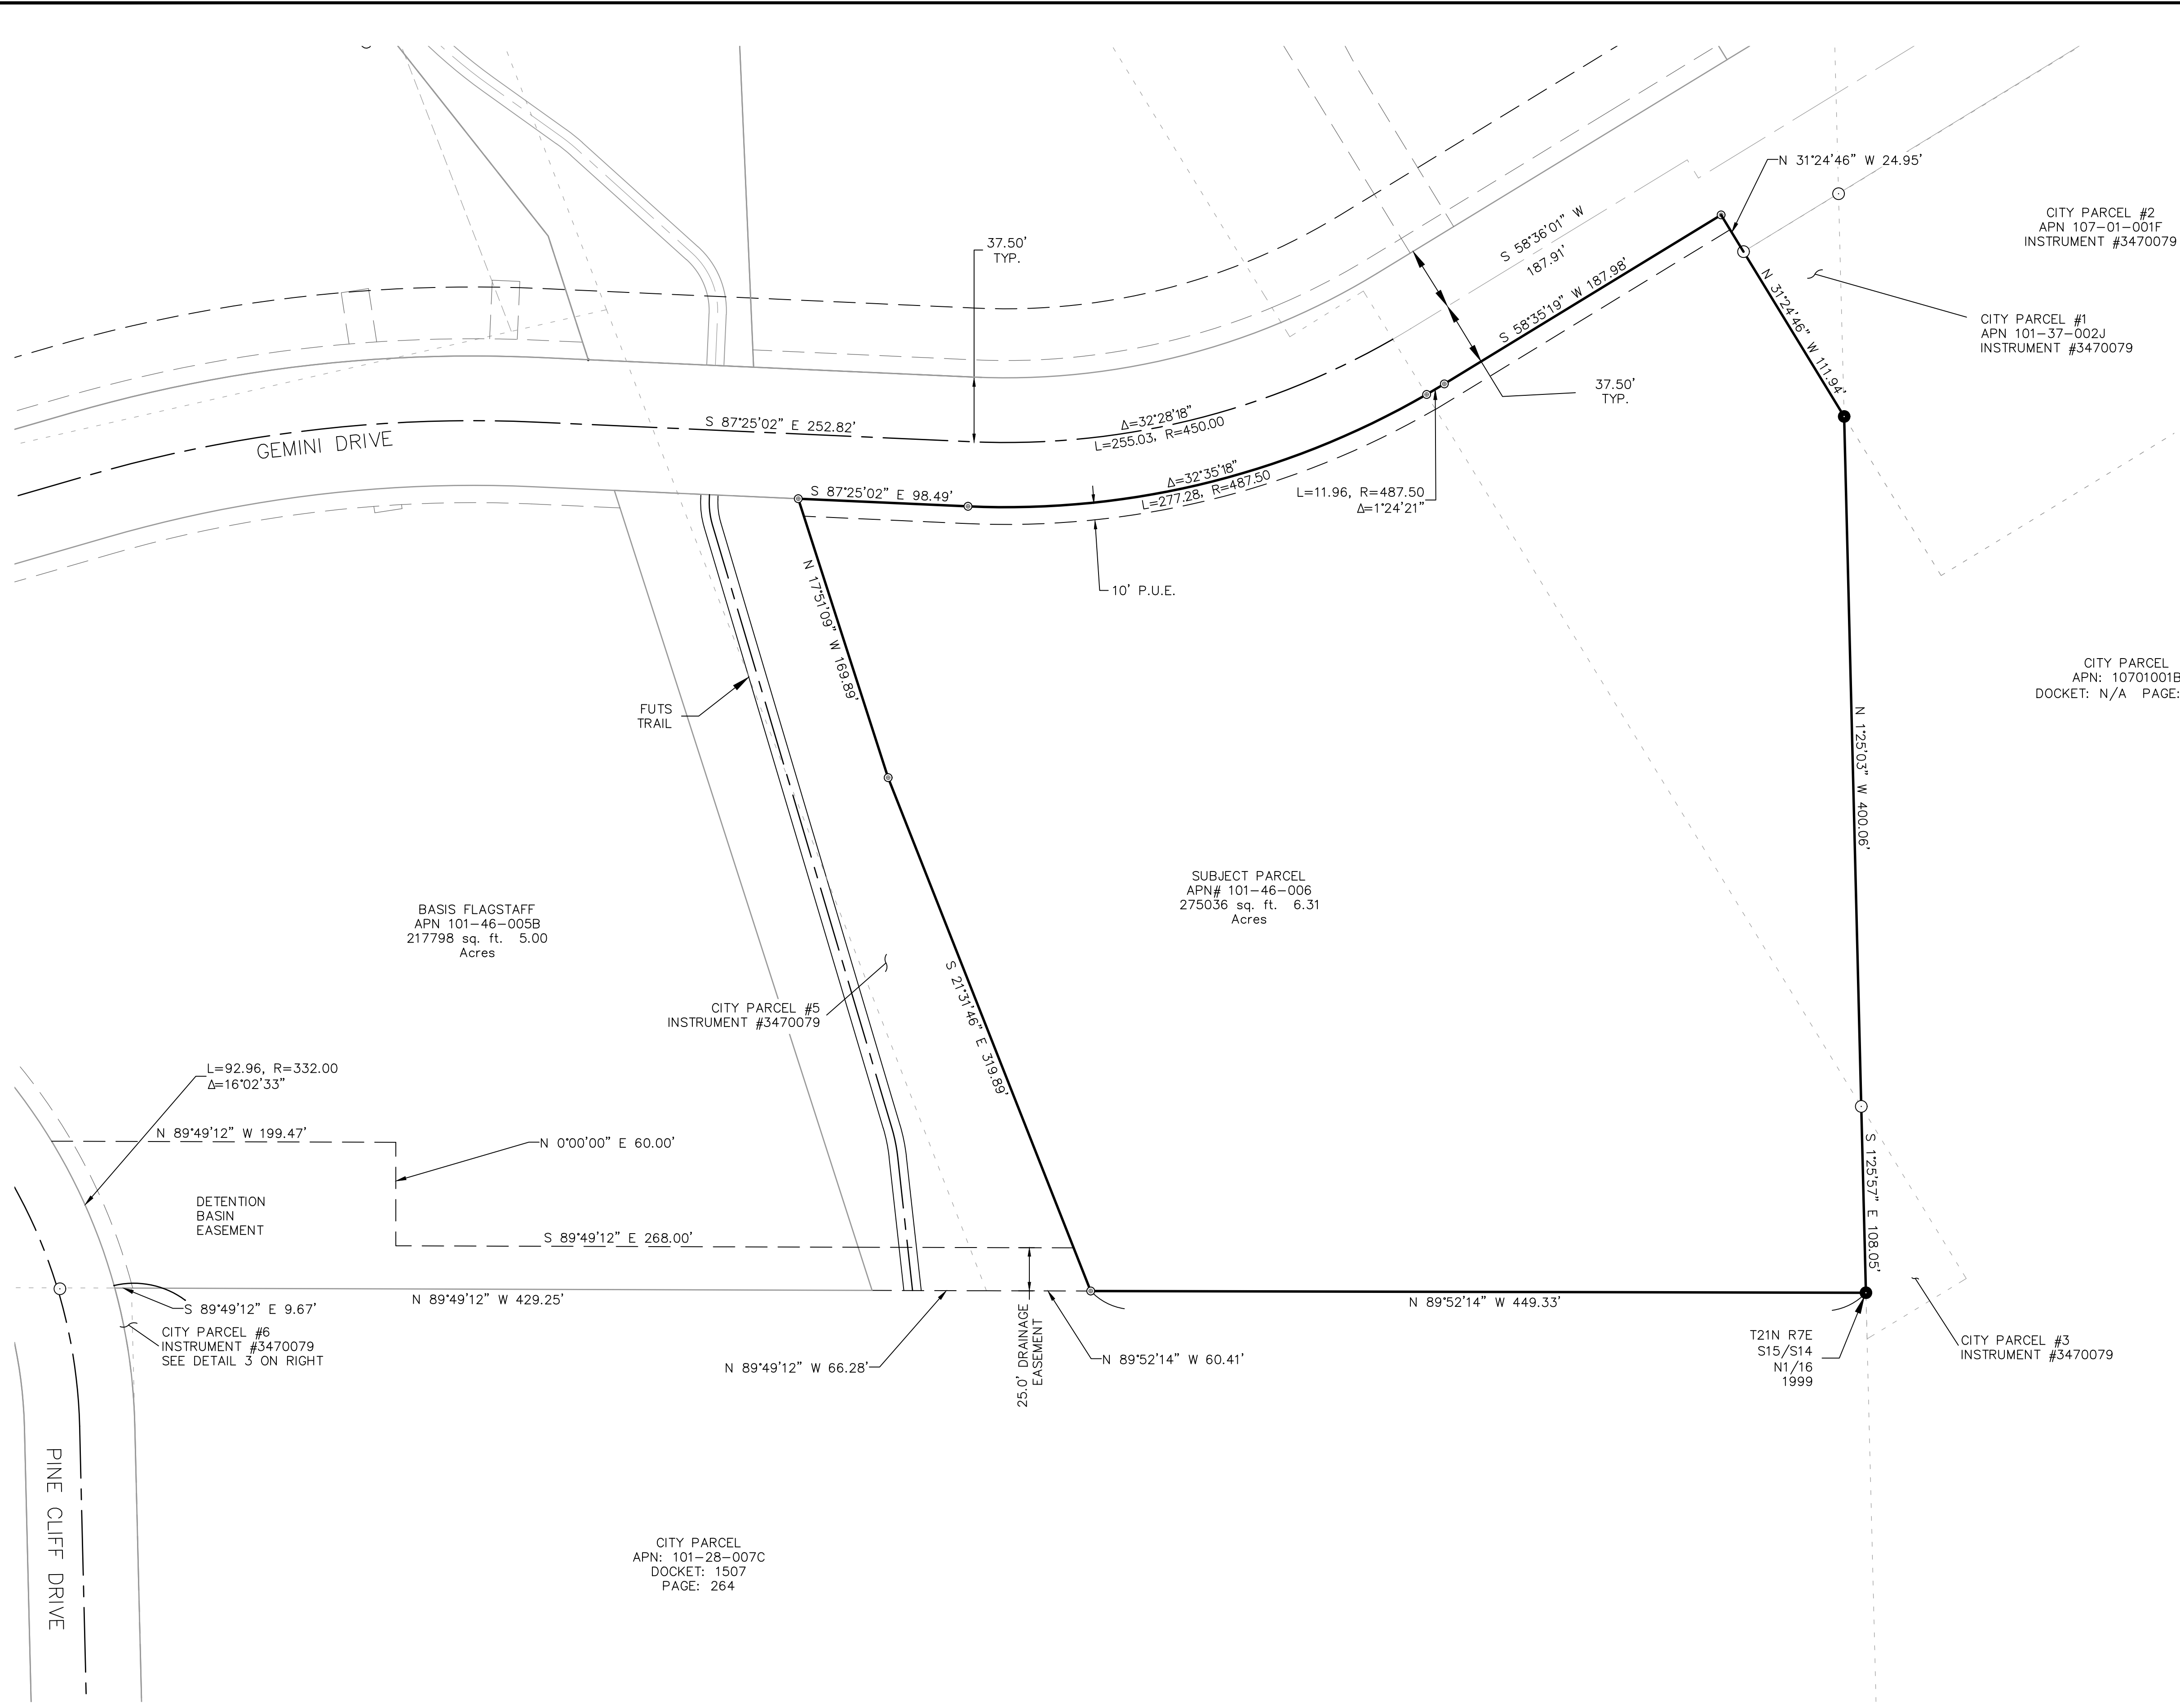 N 31°24'46" W 24.95'
CITY PARCEL #2
APN 107-01-001F
INSTRUMENT #3470079
37.50'
TYP.
S 58°36'01" W
187.91'
S 58°35'19" W 187.98'
N 31°24'46" W 111.94'
CITY PARCEL #1
APN 101-37-002J
INSTRUMENT #3470079
37.50'
TYP.
GEMINI DRIVE
S 87°25'02" E 252.82'
Δ=32°28'18"
L=255.03, R=450.00
S 87°25'02" E 98.49'
Δ=32°35'18"
L=277.28, R=487.50
L=11.96, R=487.50
Δ=1°24'21"
10' P.U.E.
N 17°51'09" W 169.89'
FUTS
TRAIL
CITY PARCEL
APN: 10701001B
DOCKET: N/A PAGE:
N 1°25'03" W 400.06'
SUBJECT PARCEL
APN# 101-46-006
275036 sq. ft. 6.31
Acres
BASIS FLAGSTAFF
APN 101-46-005B
217798 sq. ft. 5.00
Acres
S 21°31'46" E 319.89'
CITY PARCEL #5
INSTRUMENT #3470079
L=92.96, R=332.00
Δ=16°02'33"
N 89°49'12" W 199.47'
N 0°00'00" E 60.00'
DETENTION
BASIN
EASEMENT
S 89°49'12" E 268.00'
S 1°25'57" E 108.05'
S 89°49'12" E 9.67'
N 89°49'12" W 429.25'
N 89°52'14" W 449.33'
CITY PARCEL #6
INSTRUMENT #3470079
SEE DETAIL 3 ON RIGHT
N 89°49'12" W 66.28'
25.0' DRAINAGE
EASEMENT
N 89°52'14" W 60.41'
T21N R7E
S15/S14
N1/16
1999
CITY PARCEL #3
INSTRUMENT #3470079
PINE CLIFF DRIVE
CITY PARCEL
APN: 101-28-007C
DOCKET: 1507
PAGE: 264